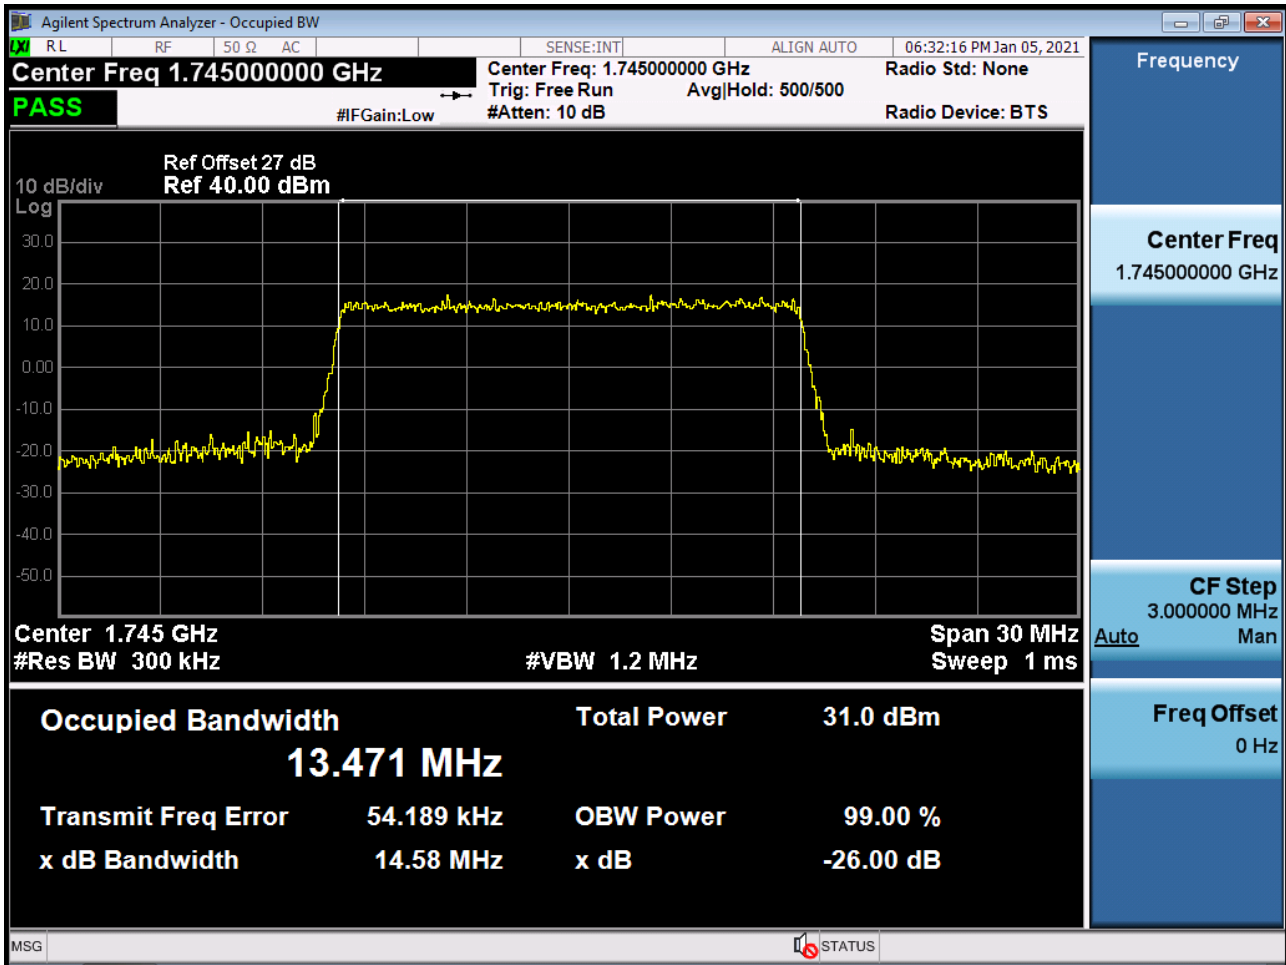 Agilent Spectrum Analyzer - Occupied BW
LXI RL RF 50 Ω AC SENSE:INT ALIGN AUTO 06:32:16 PM Jan 05, 2021
Center Freq 1.745000000 GHz
Center Freq: 1.745000000 GHz Radio Std: None
Trig: Free Run Avg|Hold: 500/500
PASS
#IFGain:Low #Atten: 10 dB Radio Device: BTS
Ref Offset 27 dB
10 dB/div Ref 40.00 dBm
Log
30.0
20.0
10.0
0.00
-10.0
-20.0
-30.0
-40.0
-50.0
Center 1.745 GHz Span 30 MHz
#Res BW 300 kHz #VBW 1.2 MHz Sweep 1 ms
Occupied Bandwidth Total Power 31.0 dBm
13.471 MHz
Transmit Freq Error 54.189 kHz OBW Power 99.00 %
x dB Bandwidth 14.58 MHz x dB -26.00 dB
Frequency
Center Freq
1.745000000 GHz
CF Step
3.000000 MHz
Auto Man
Freq Offset
0 Hz
MSG STATUS